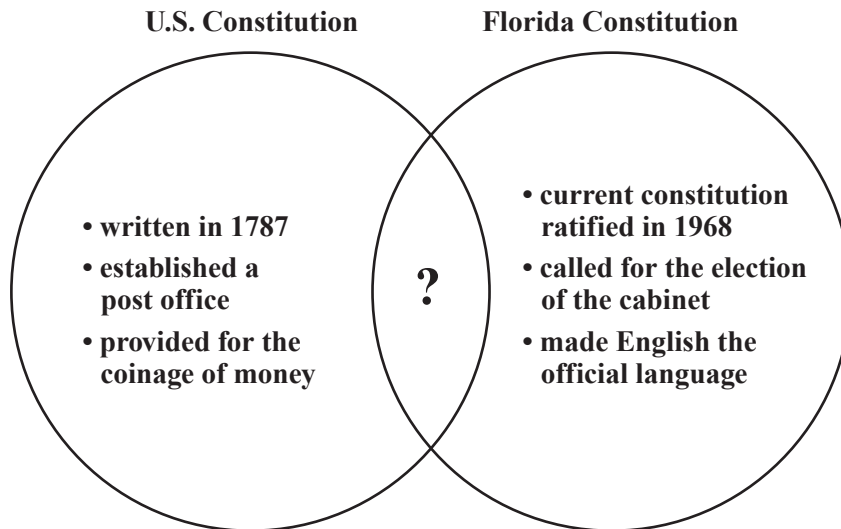 U.S. Constitution
Florida Constitution
• written in 1787
• established a
post office
• provided for the
coinage of money
?
• current constitution
ratified in 1968
• called for the election
of the cabinet
• made English the
official language